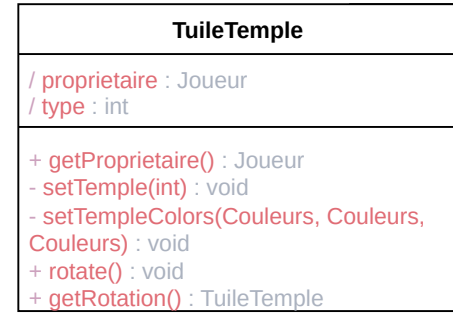 TuileTemple
/ proprietaire : Joueur
/ type : int
+ getProprietaire() : Joueur
- setTemple(int) : void
- setTempleColors(Couleurs, Couleurs,
Couleurs) : void
+ rotate() : void
+ getRotation() : TuileTemple